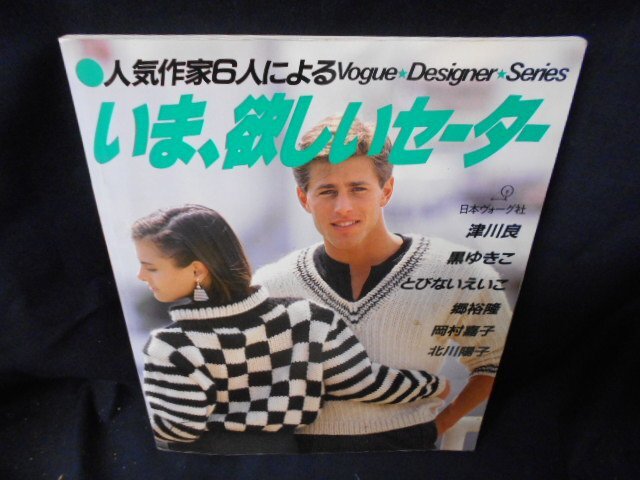 ●人気作家6人によるVogue★Designer★Series
いま、欲しいセーター
日本ヴォーグ社
津川良
黒ゆきこ
とびないえいこ
郷裕隆
岡村嘉子
北川陽子